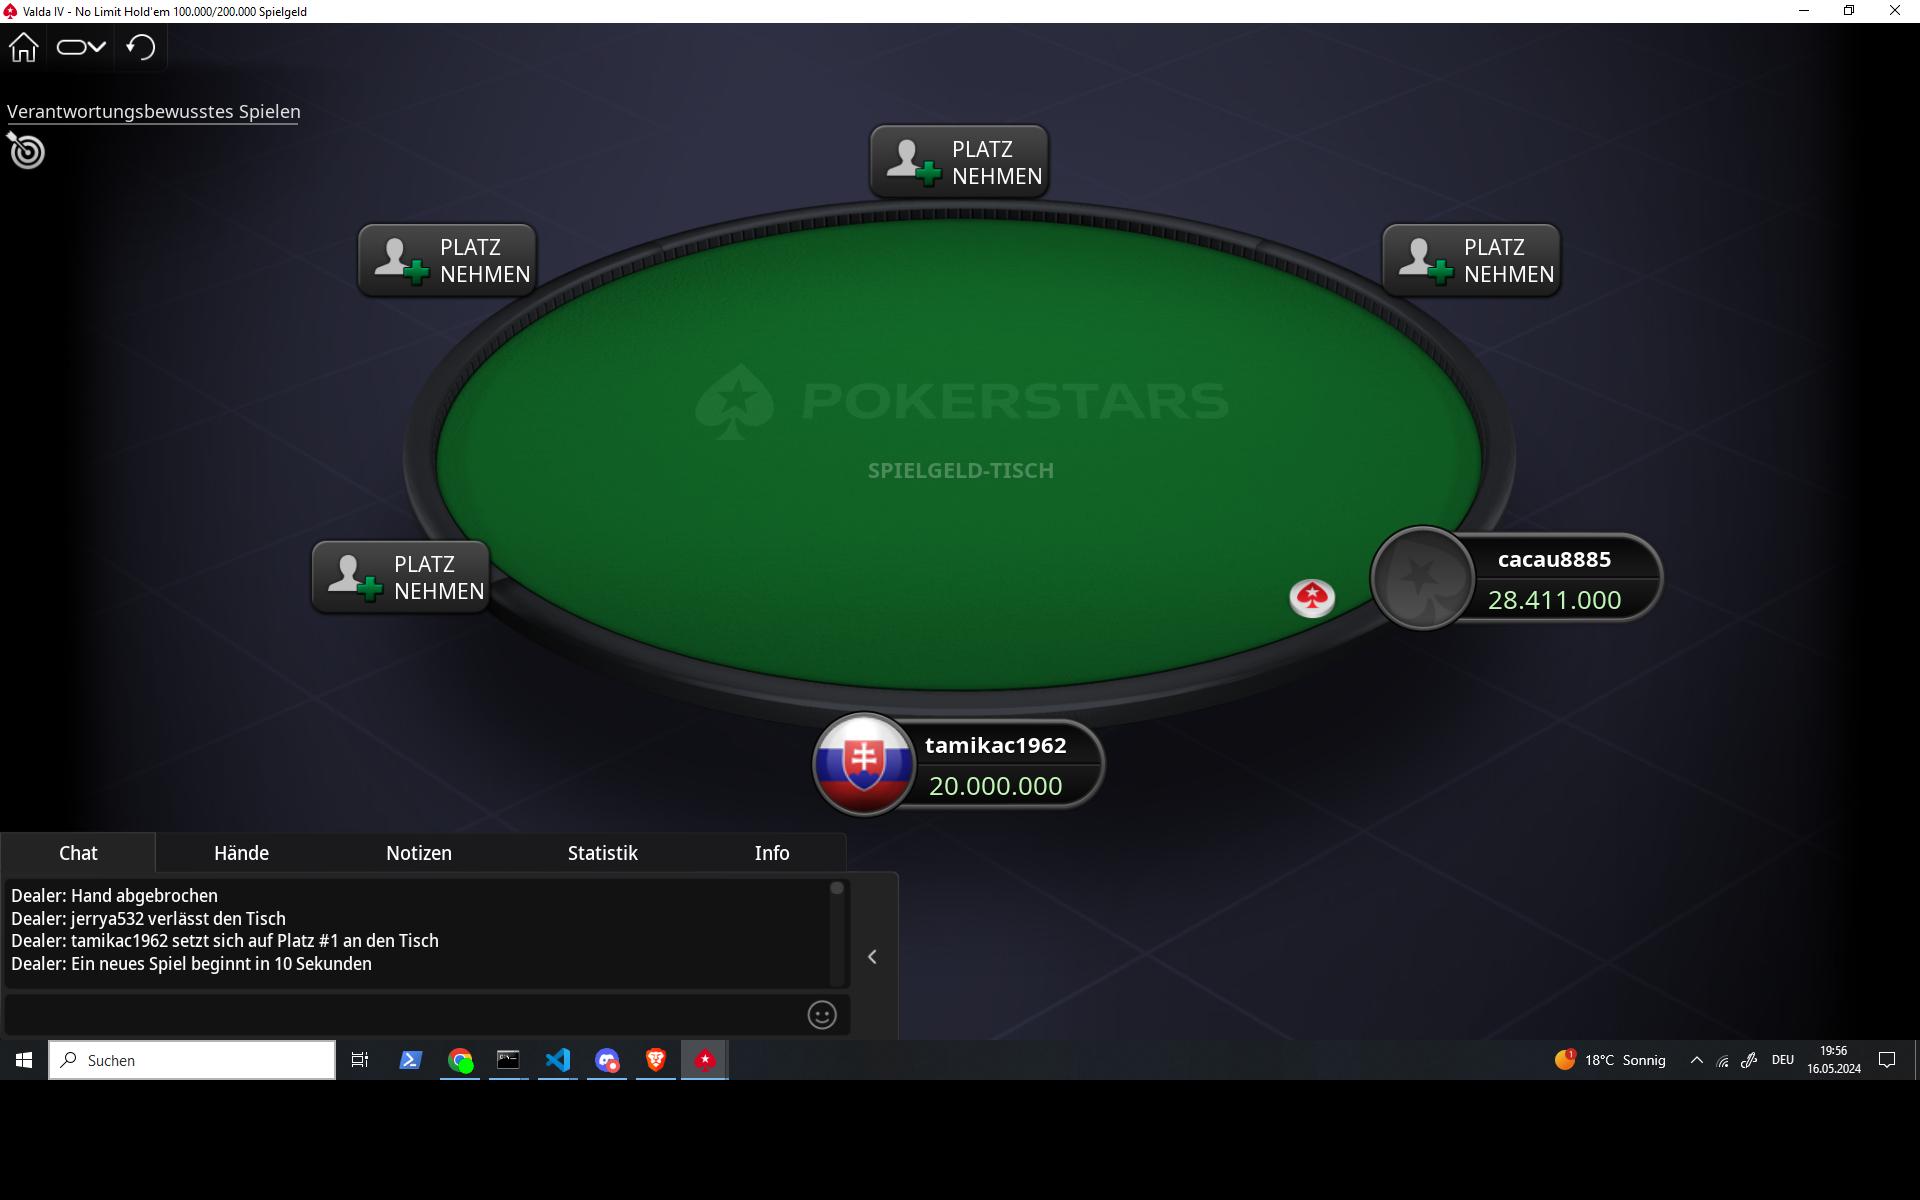 Valda IV - No Limit Hold'em 100.000/200.000 Spielgeld
Verantwortungsbewusstes Spielen
PLATZ
NEHMEN
PLATZ
NEHMEN
PLATZ
NEHMEN
POKERSTARS
SPIELGELD-TISCH
PLATZ
NEHMEN
cacau8885
28.411.000
tamikac1962
20.000.000
Chat Hände Notizen Statistik Info
Dealer: Hand abgebrochen
Dealer: jerrya532 verlässt den Tisch
Dealer: tamikac1962 setzt sich auf Platz #1 an den Tisch
Dealer: Ein neues Spiel beginnt in 10 Sekunden
Suchen
1
18°C Sonnig
DEU
19:56
16.05.2024